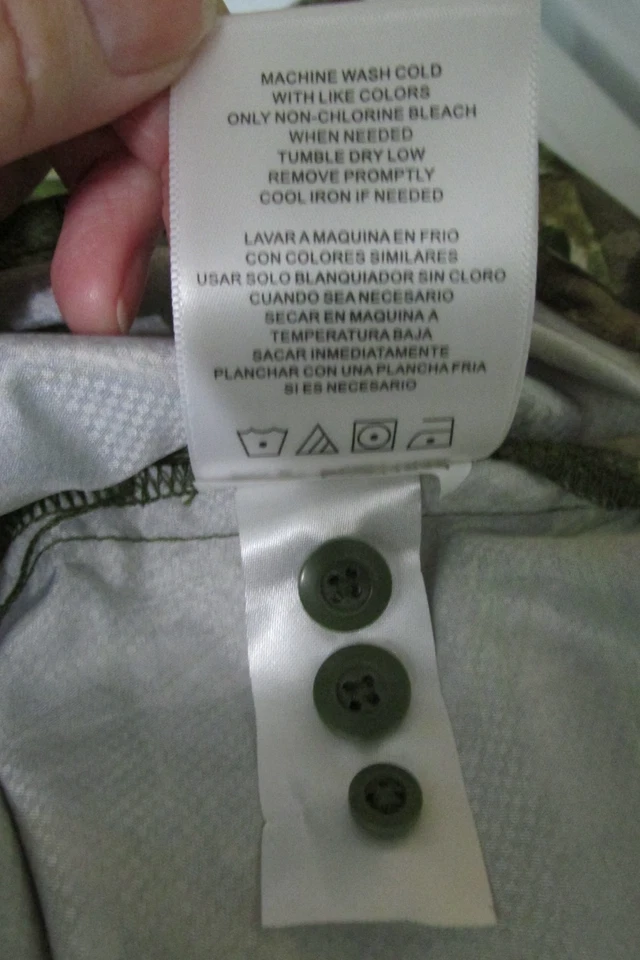 MACHINE WASH COLD
WITH LIKE COLORS
ONLY NON-CHLORINE BLEACH
WHEN NEEDED
TUMBLE DRY LOW
REMOVE PROMPTLY
COOL IRON IF NEEDED
LAVAR A MAQUINA EN FRIO
CON COLORES SIMILARES
USAR SOLO BLANQUIADOR SIN CLORO
CUANDO SEA NECESARIO
SECAR EN MAQUINA A
TEMPERATURA BAJA
SACAR INMEDIATAMENTE
PLANCHAR CON UNA PLANCHA FRIA
SI ES NECESARIO